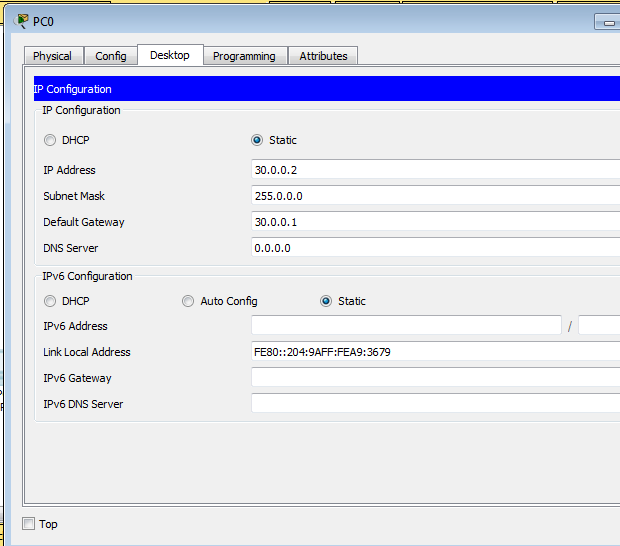 PC0
Physical Config Desktop Programming Attributes
IP Configuration
IP Configuration
DHCP Static
IP Address 30.0.0.2
Subnet Mask 255.0.0.0
Default Gateway 30.0.0.1
DNS Server 0.0.0.0
IPv6 Configuration
DHCP Auto Config Static
IPv6 Address /
Link Local Address FE80::204:9AFF:FEA9:3679
IPv6 Gateway
IPv6 DNS Server
Top